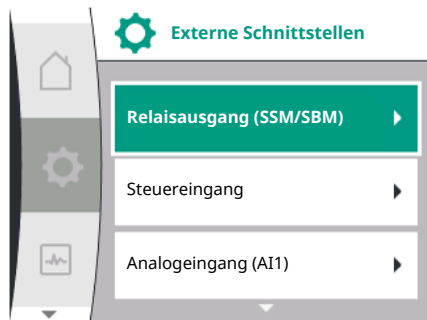 Externe Schnittstellen
Relaisausgang (SSM/SBM)
Steuereingang
Analogeingang (AI1)